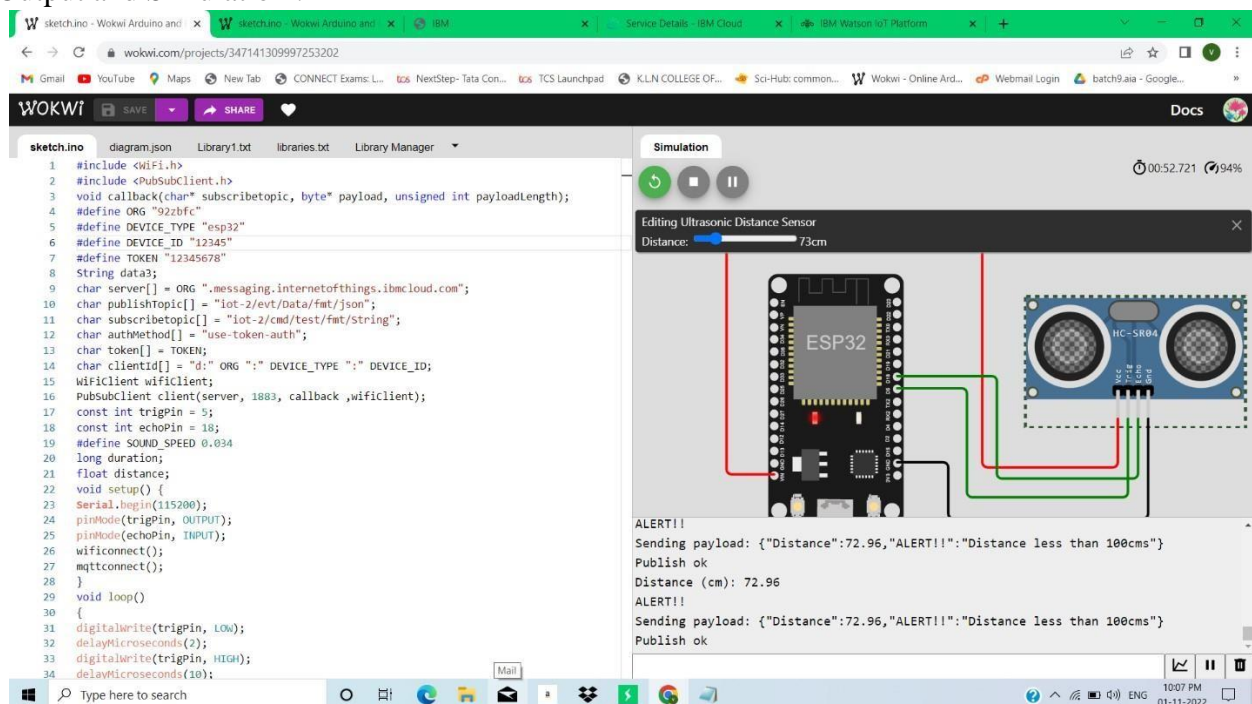 sketch.ino - Wokwi Arduino and
sketch.ino - Wokwi Arduino and
IBM
Service Details - IBM Cloud
IBM Watson IoT Platform
wokwi.com/projects/347141309997253202
Gmail
YouTube
Maps
New Tab
CONNECT Exams: L...
NextStep- Tata Con...
TCS Launchpad
K.L.N COLLEGE OF...
Sci-Hub: common...
Wokwi - Online Ard...
Webmail Login
batch9.aia - Google...
WOKWi SAVE SHARE Docs
sketch.ino diagram.json Library1.txt libraries.txt Library Manager
1 #include <WiFi.h>
2 #include <PubSubClient.h>
3 void callback(char* subscribetopic, byte* payload, unsigned int payloadLength);
4 #define ORG "92zbfc"
5 #define DEVICE_TYPE "esp32"
6 #define DEVICE_ID "12345"
7 #define TOKEN "12345678"
8 String data3;
9 char server[] = ORG ".messaging.internetofthings.ibmcloud.com";
10 char publishTopic[] = "iot-2/evt/Data/fmt/json";
11 char subscribetopic[] = "iot-2/cmd/test/fmt/String";
12 char authMethod[] = "use-token-auth";
13 char token[] = TOKEN;
14 char clientId[] = "d:" ORG ":" DEVICE_TYPE ":" DEVICE_ID;
15 WiFiClient wifiClient;
16 PubSubClient client(server, 1883, callback ,wifiClient);
17 const int trigPin = 5;
18 const int echoPin = 18;
19 #define SOUND_SPEED 0.034
20 long duration;
21 float distance;
22 void setup() {
23 Serial.begin(115200);
24 pinMode(trigPin, OUTPUT);
25 pinMode(echoPin, INPUT);
26 wificonnect();
27 mqttconnect();
28 }
29 void loop()
30 {
31 digitalWrite(trigPin, LOW);
32 delayMicroseconds(2);
33 digitalWrite(trigPin, HIGH);
34 delayMicroseconds(10);
Simulation
00:52.721 94%
Editing Ultrasonic Distance Sensor
Distance: 73cm
ESP32
HC-SR04
Vcc
Trig
Echo
Gnd
ALERT!!
Sending payload: {"Distance":72.96,"ALERT!!":"Distance less than 100cms"}
Publish ok
Distance (cm): 72.96
ALERT!!
Sending payload: {"Distance":72.96,"ALERT!!":"Distance less than 100cms"}
Publish ok
Mail
Type here to search
ENG
10:07 PM
01-11-2022